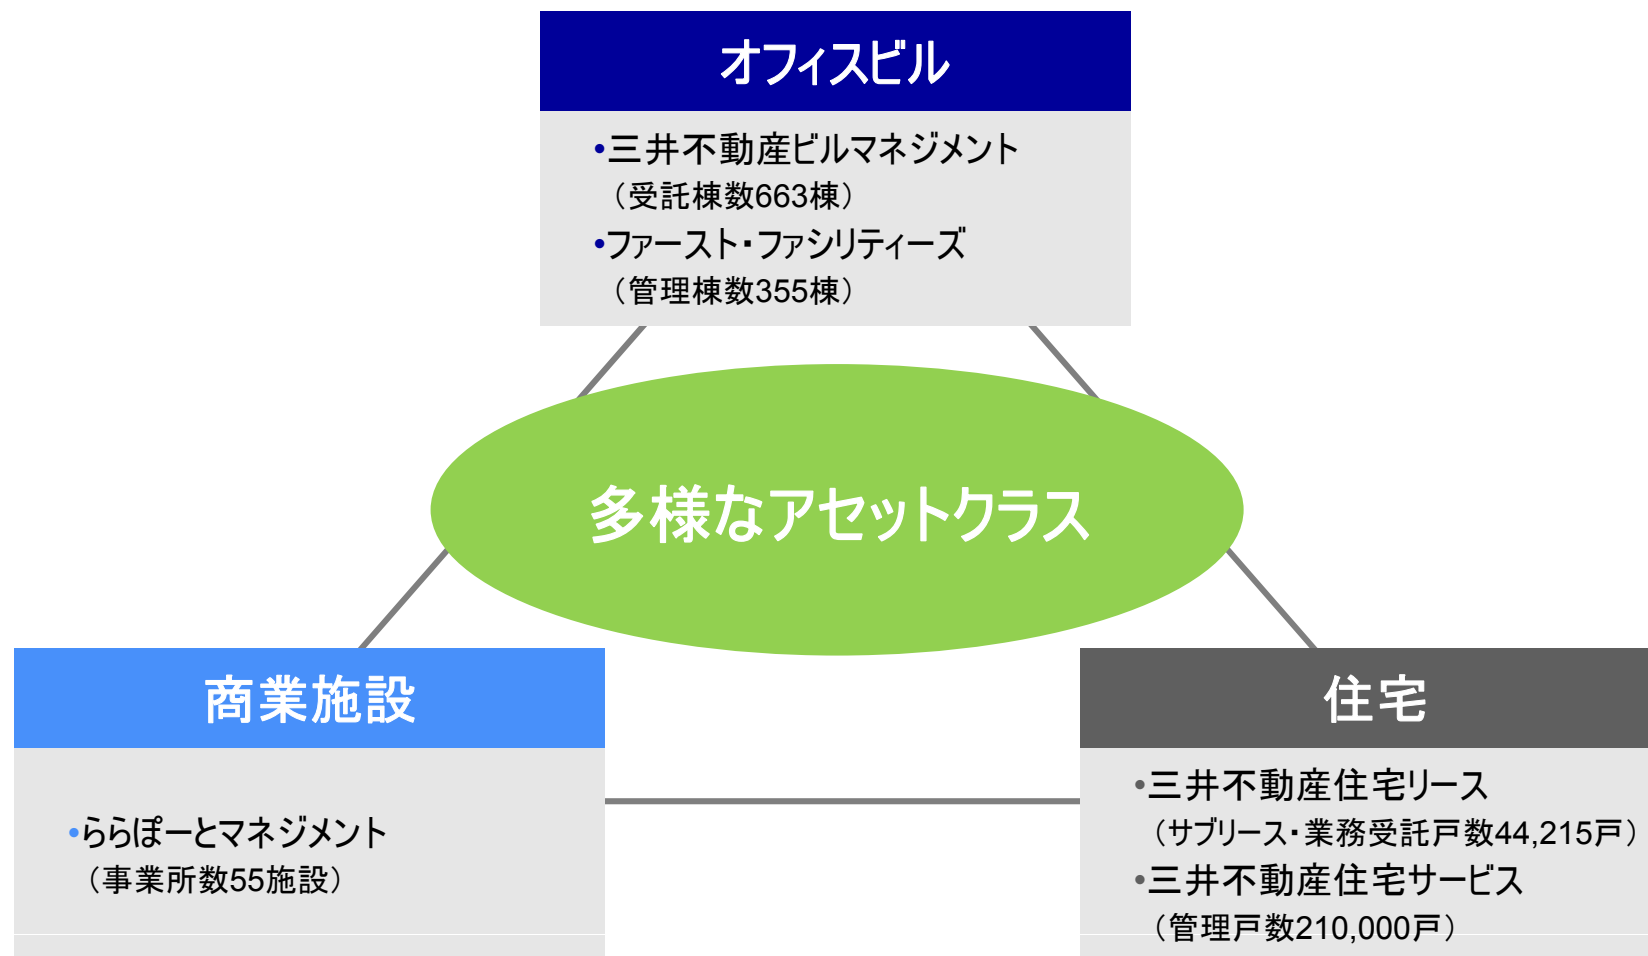 オフィスビル
•三井不動産ビルマネジメント
（受託棟数663棟）
•ファースト・ファシリティーズ
（管理棟数355棟）
多様なアセットクラス
商業施設
•ららぽーとマネジメント
（事業所数55施設）
住宅
•三井不動産住宅リース
（サブリース・業務受託戸数44,215戸）
•三井不動産住宅サービス
（管理戸数210,000戸）